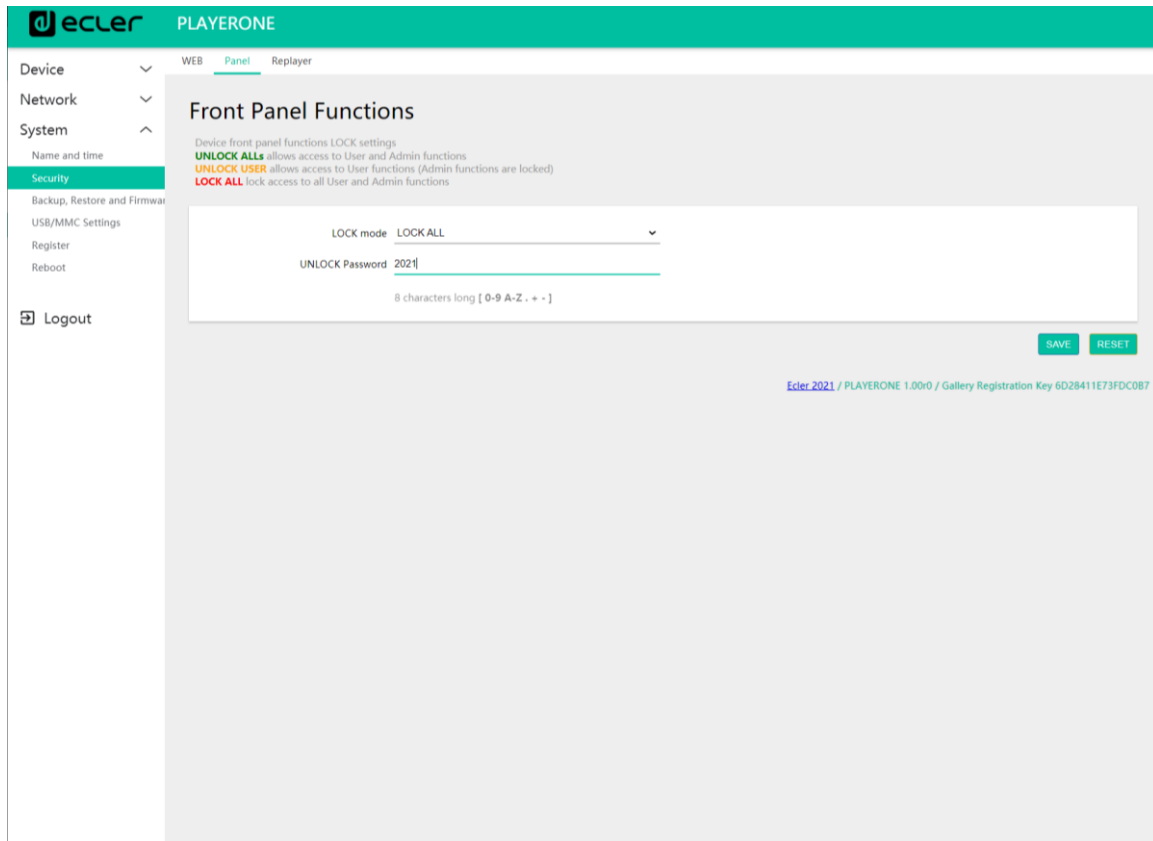 ecler PLAYERONE
Device
Network
System
Name and time
Security
Backup, Restore and Firmwar
USB/MMC Settings
Register
Reboot
Logout
WEB Panel Replayer
Front Panel Functions
Device front panel functions LOCK settings
UNLOCK ALLs allows access to User and Admin functions
UNLOCK USER allows access to User functions (Admin functions are locked)
LOCK ALL lock access to all User and Admin functions
LOCK mode LOCK ALL
UNLOCK Password 2021
8 characters long [ 0-9 A-Z . + - ]
SAVE RESET
Ecler 2021 / PLAYERONE 1.00r0 / Gallery Registration Key 6D28411E73FDC0B7